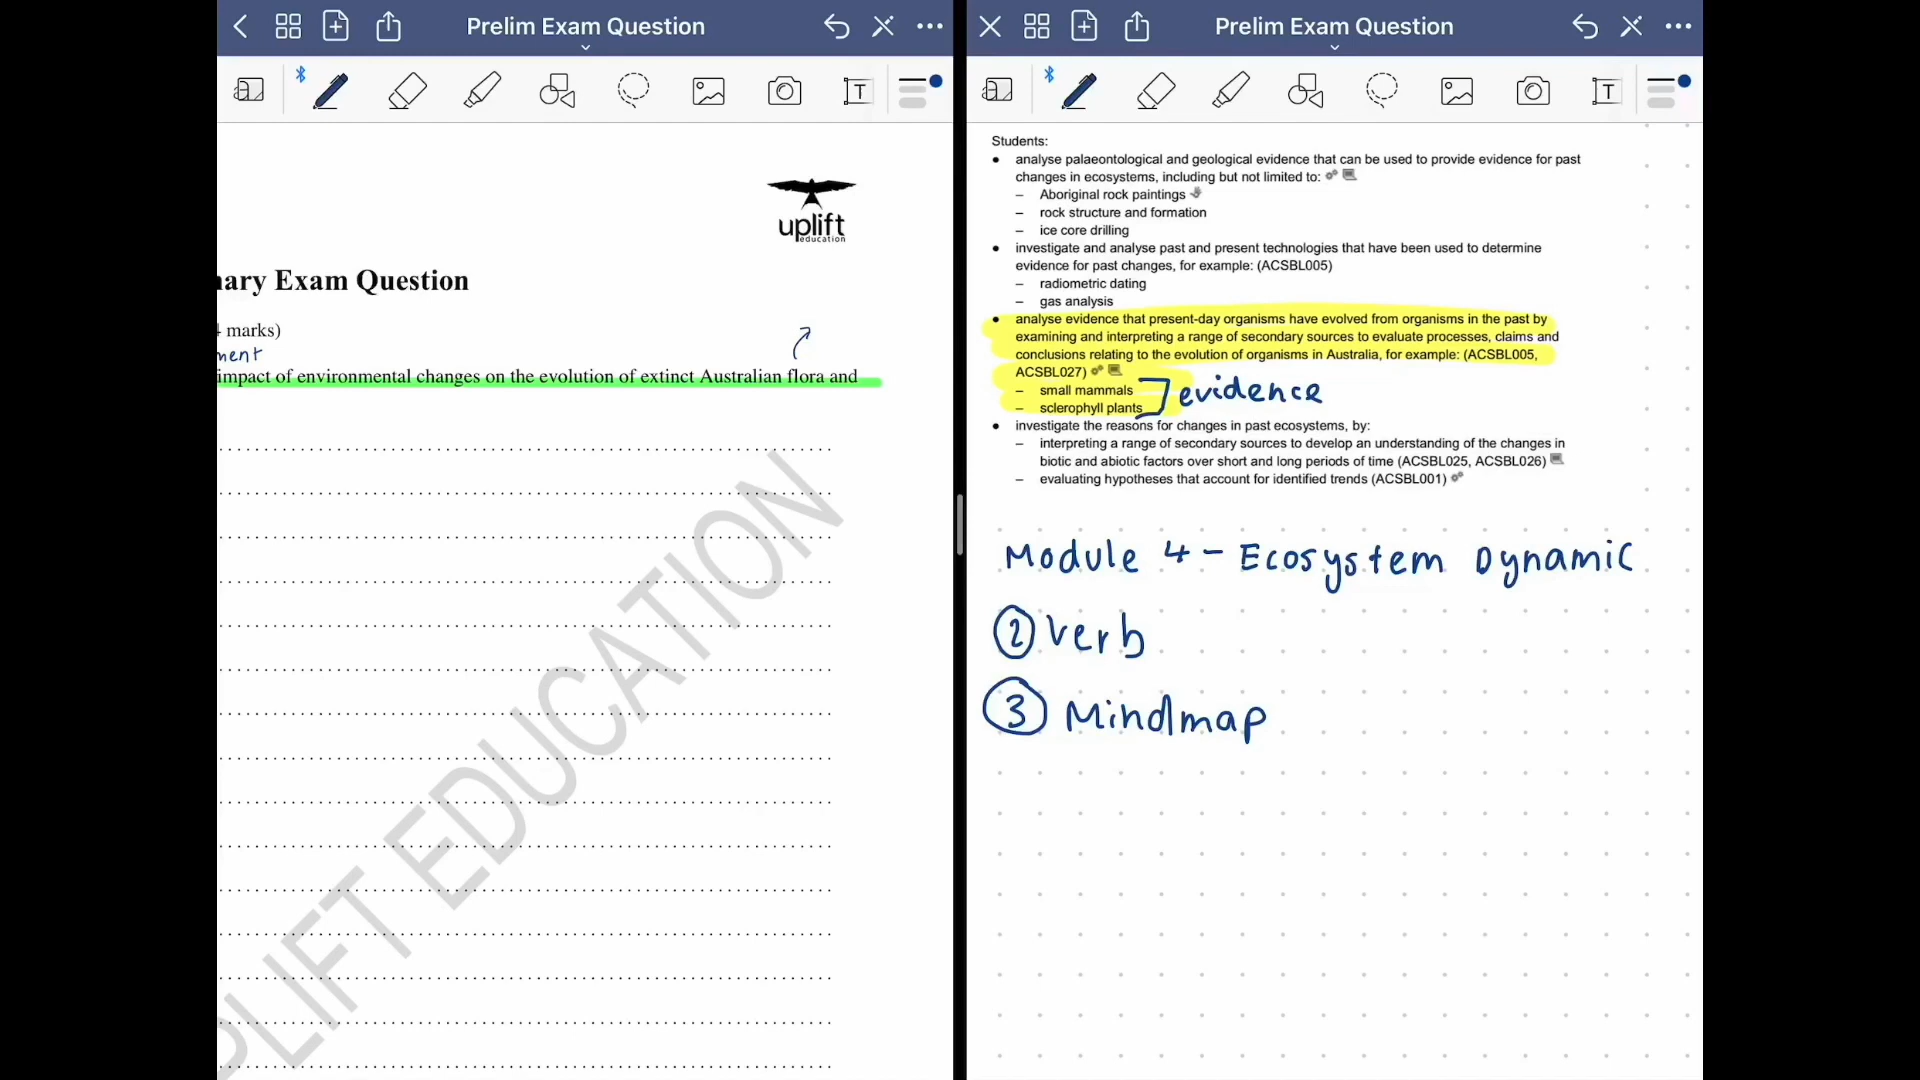 Prelim Exam Question
uplift
education
nary Exam Question
marks)
ment
impact of environmental changes on the evolution of extinct Australian flora and
UPLIFT EDUCATION
Prelim Exam Question
Students:
• analyse palaeontological and geological evidence that can be used to provide evidence for past
changes in ecosystems, including but not limited to:
– Aboriginal rock paintings
– rock structure and formation
– ice core drilling
• investigate and analyse past and present technologies that have been used to determine
evidence for past changes, for example: (ACSBL005)
– radiometric dating
– gas analysis
• analyse evidence that present-day organisms have evolved from organisms in the past by
examining and interpreting a range of secondary sources to evaluate processes, claims and
conclusions relating to the evolution of organisms in Australia, for example: (ACSBL005,
ACSBL027)
– small mammals
– sclerophyll plants
evidence
• investigate the reasons for changes in past ecosystems, by:
– interpreting a range of secondary sources to develop an understanding of the changes in
biotic and abiotic factors over short and long periods of time (ACSBL025, ACSBL026)
– evaluating hypotheses that account for identified trends (ACSBL001)
Module 4 - Ecosystem Dynamic
② Verb
③ Mindmap